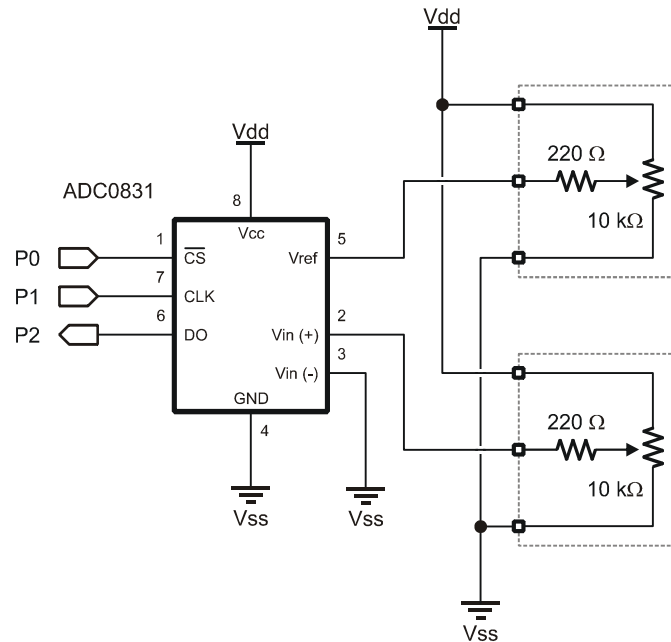 Vdd
Vdd
ADC0831
220 Ω
10 kΩ
8
Vcc
P0
1
CS
Vref
5
P1
7
CLK
P2
6
DO
Vin (+)
2
Vin (-)
3
GND
4
Vss
Vss
220 Ω
10 kΩ
Vss